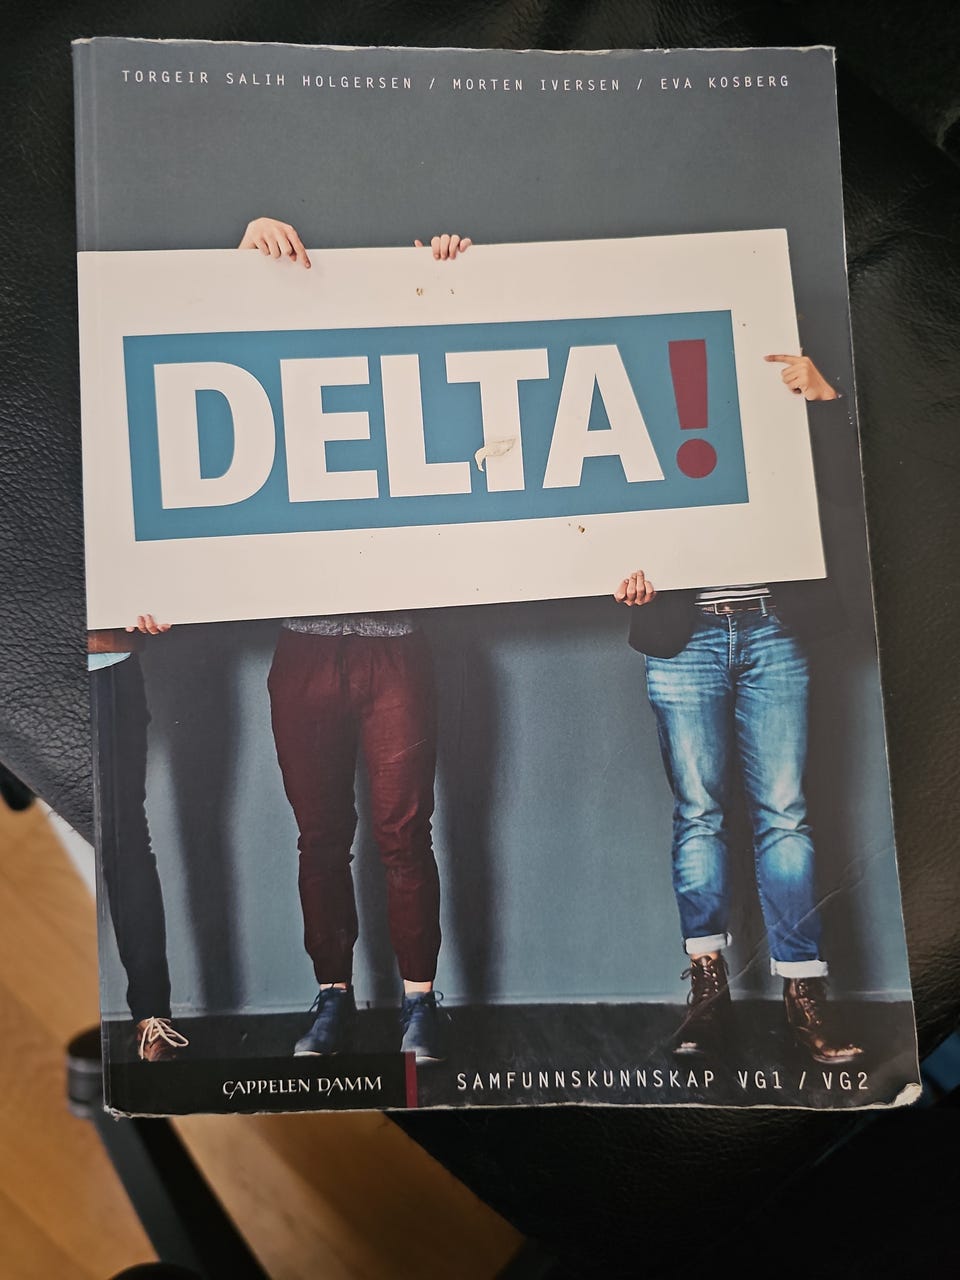 TORGEIR SALIH HOLGERSEN / MORTEN IVERSEN / EVA KOSBERG
DELTA!
CAPPELEN DAMM
SAMFUNNSKUNNSKAP VG1 / VG2